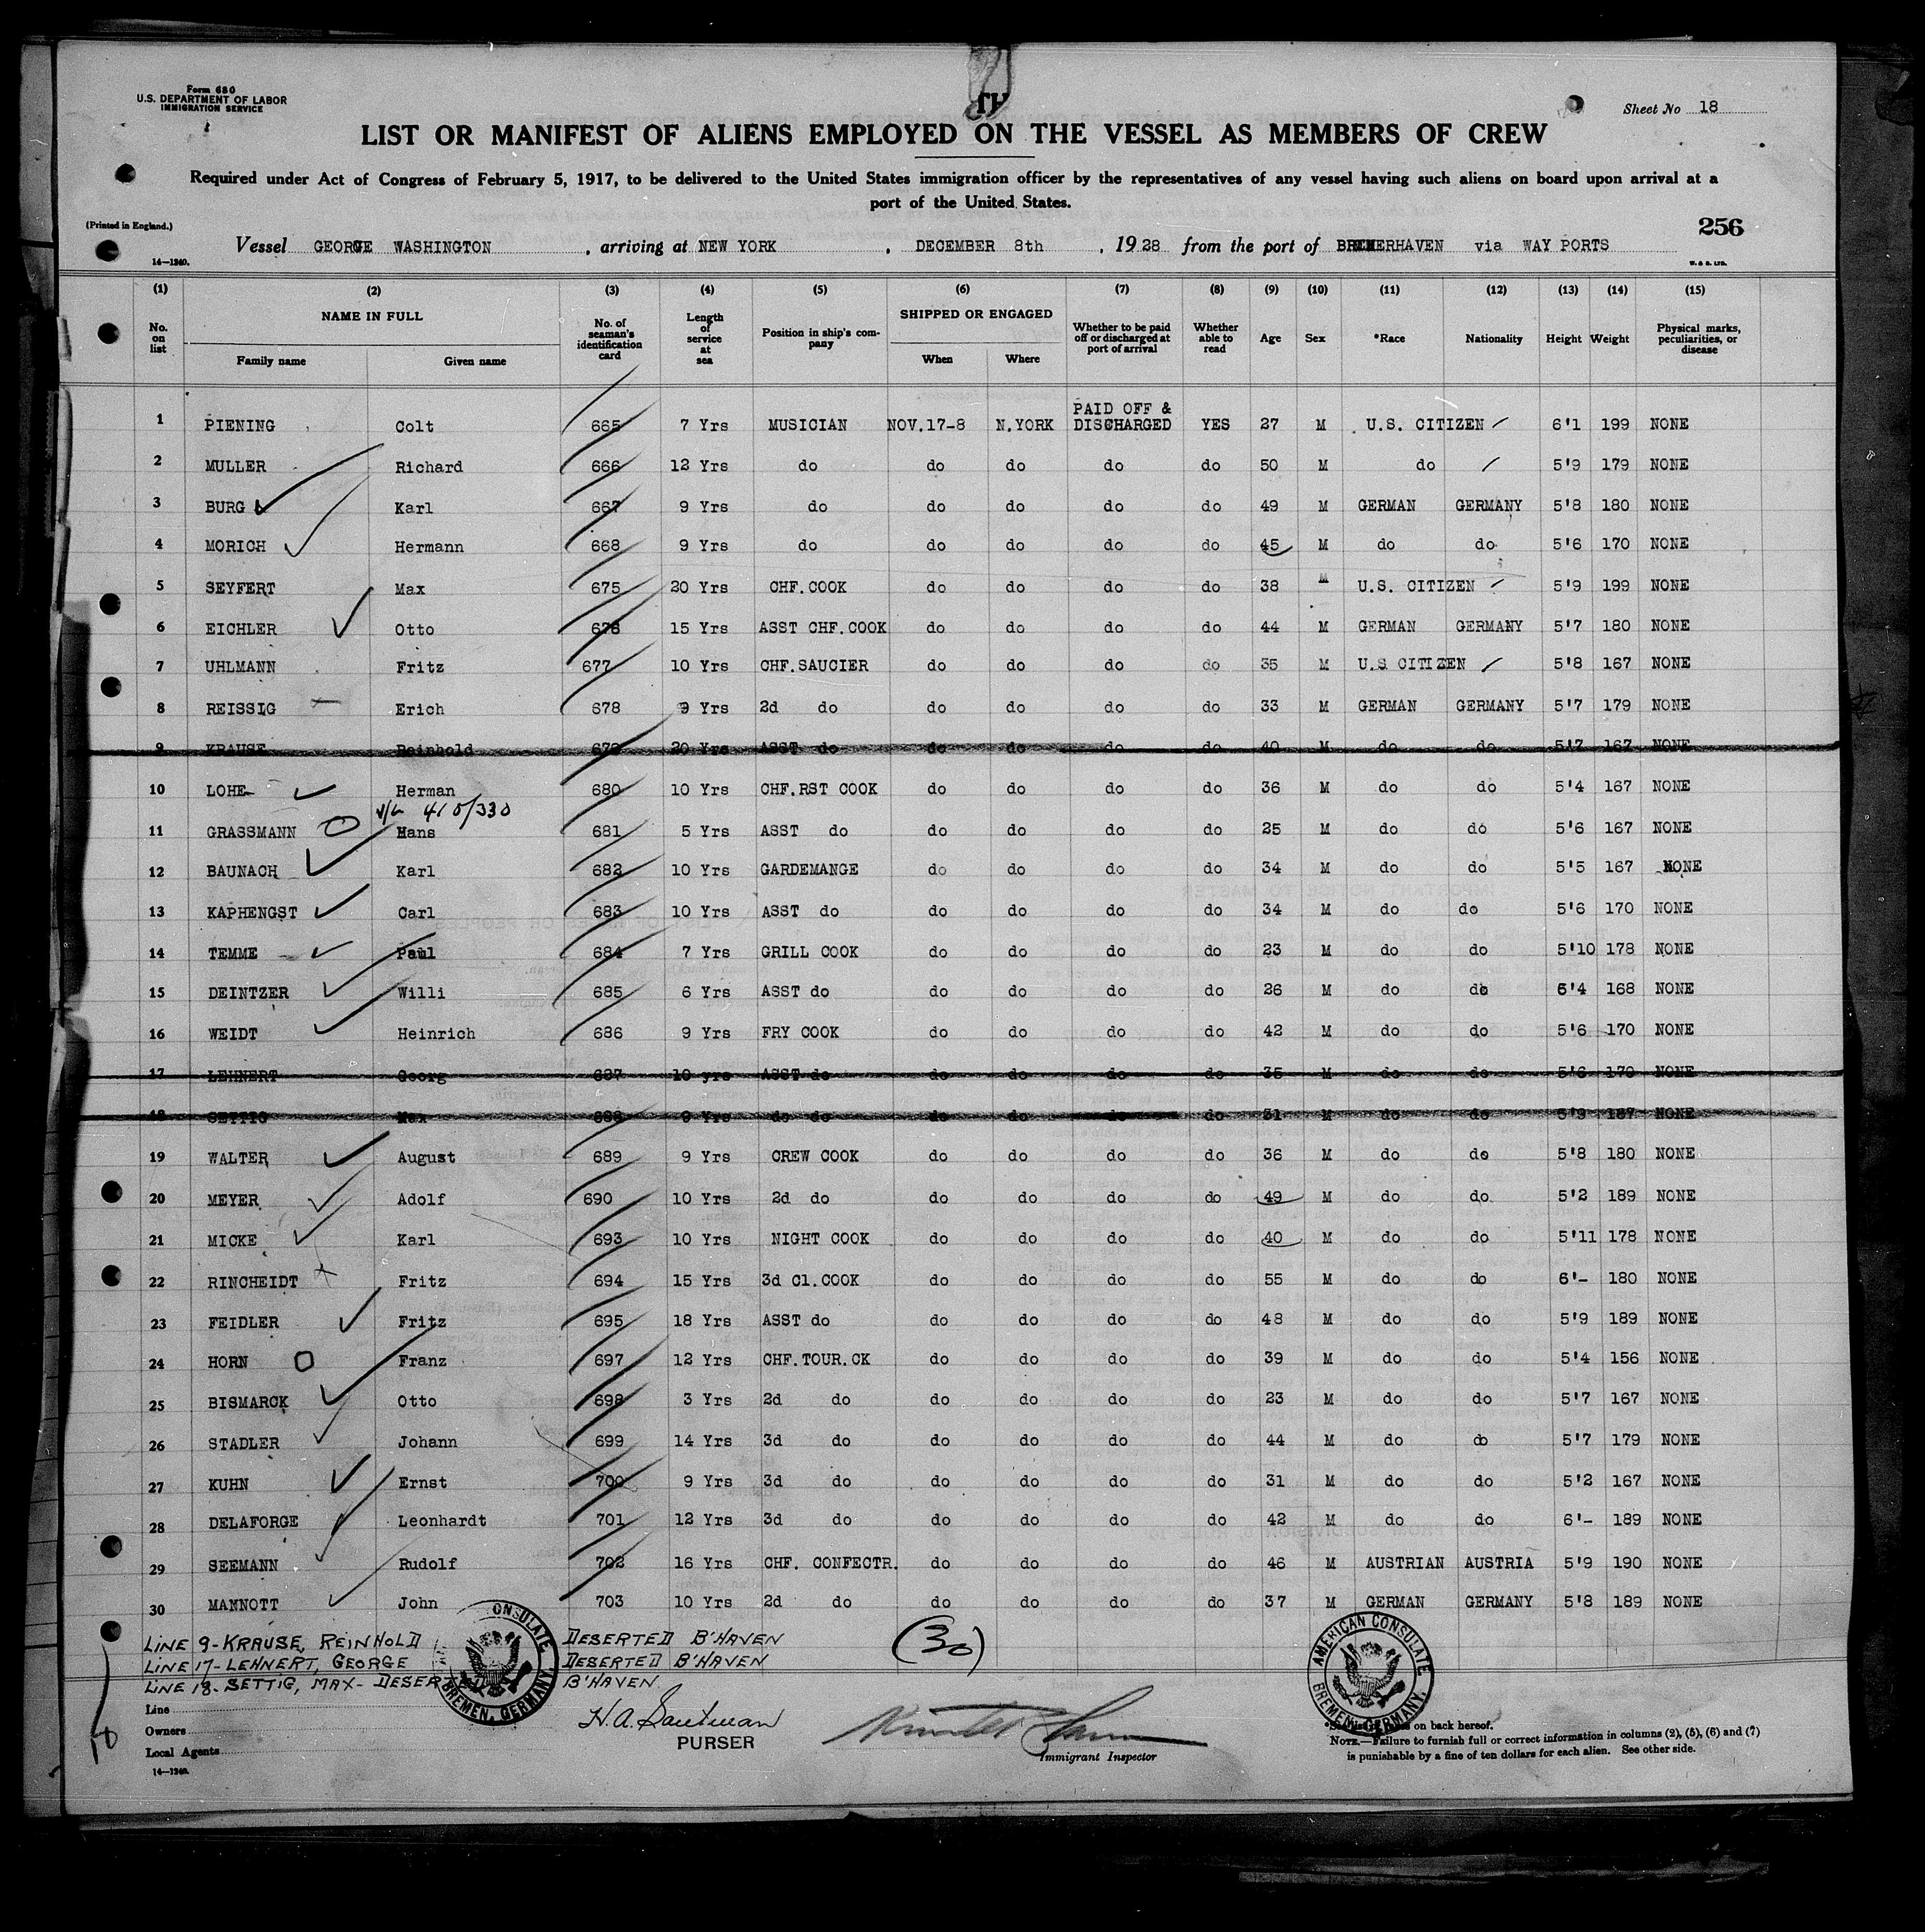 Form 680
U.S. DEPARTMENT OF LABOR
IMMIGRATION SERVICE
TH
Sheet No 18
LIST OR MANIFEST OF ALIENS EMPLOYED ON THE VESSEL AS MEMBERS OF CREW
Required under Act of Congress of February 5, 1917, to be delivered to the United States immigration officer by the representatives of any vessel having such aliens on board upon arrival at a
port of the United States.
(Printed in England.)
256
Vessel GEORGE WASHINGTON, arriving at NEW YORK, DECEMBER 8th, 1928 from the port of BREMERHAVEN via WAY PORTS
14—1240.
W. & S. LTD.
(1) (2) (3) (4) (5) (6) (7) (8) (9) (10) (11) (12) (13) (14) (15)
No. on list NAME IN FULL Family name Given name No. of seaman's identification card Length of service at sea Position in ship's company SHIPPED OR ENGAGED When Where Whether to be paid off or discharged at port of arrival Whether able to read Age Sex *Race Nationality Height Weight Physical marks, peculiarities, or disease
1 PIENING Colt 665 7 Yrs MUSICIAN NOV.17-8 N.YORK PAID OFF & DISCHARGED YES 27 M U.S. CITIZEN 6'1 199 NONE
2 MULLER Richard 666 12 Yrs do do do do do 50 M do 5'9 179 NONE
3 BURG Karl 667 9 Yrs do do do do do 49 M GERMAN GERMANY 5'8 180 NONE
4 MORICH Hermann 668 9 Yrs do do do do do 45 M do do 5'6 170 NONE
5 SEYFERT Max 675 20 Yrs CHF.COOK do do do do 38 M U.S. CITIZEN 5'9 199 NONE
6 EICHLER Otto 676 15 Yrs ASST CHF.COOK do do do do 44 M GERMAN GERMANY 5'7 180 NONE
7 UHLMANN Fritz 677 10 Yrs CHF.SAUCIER do do do do 35 M U.S CITIZEN 5'8 167 NONE
8 REISSIG Erich 678 9 Yrs 2d do do do do do 33 M GERMAN GERMANY 5'7 179 NONE
9 KRAUSE Reinhold 679 20 Yrs ASST do do do do do 40 M do do 5'7 167 NONE
10 LOHE Herman 680 10 Yrs CHF.RST COOK do do do do 36 M do do 5'4 167 NONE
410/330
11 GRASSMANN Hans 681 5 Yrs ASST do do do do do 25 M do do 5'6 167 NONE
12 BAUNACH Karl 682 10 Yrs GARDEMANGE do do do do 34 M do do 5'5 167 NONE
13 KAPHENGST Carl 683 10 Yrs ASST do do do do do 34 M do do 5'6 170 NONE
14 TEMME Paul 684 7 Yrs GRILL COOK do do do do 23 M do do 5'10 178 NONE
15 DEINTZER Willi 685 6 Yrs ASST do do do do do 26 M do do 6'4 168 NONE
16 WEIDT Heinrich 686 9 Yrs FRY COOK do do do do 42 M do do 5'6 170 NONE
17 LEHNERT Georg 687 10 yrs ASST do do do do do 35 M do do 5'6 170 NONE
18 SETTIG Max 688 9 Yrs do do do do do do 31 M do do 5'9 187 NONE
19 WALTER August 689 9 Yrs CREW COOK do do do do 36 M do do 5'8 180 NONE
20 MEYER Adolf 690 10 Yrs 2d do do do do do 49 M do do 5'2 189 NONE
21 MICKE Karl 693 10 Yrs NIGHT COOK do do do do 40 M do do 5'11 178 NONE
22 RINCHEIDT Fritz 694 15 Yrs 3d Cl.COOK do do do do 55 M do do 6'- 180 NONE
23 FEIDLER Fritz 695 18 Yrs ASST do do do do do 48 M do do 5'9 189 NONE
24 HORN Franz 697 12 Yrs CHF.TOUR.CK do do do do 39 M do do 5'4 156 NONE
25 BISMARCK Otto 698 3 Yrs 2d do do do do do 23 M do do 5'7 167 NONE
26 STADLER Johann 699 14 Yrs 3d do do do do do 44 M do do 5'7 179 NONE
27 KUHN Ernst 700 9 Yrs 3d do do do do do 31 M do do 5'2 167 NONE
28 DELAFORGE Leonhardt 701 12 Yrs 3d do do do do do 42 M do do 6'- 189 NONE
29 SEEMANN Rudolf 702 16 Yrs CHF. CONFECTR. do do do do 46 M AUSTRIAN AUSTRIA 5'9 190 NONE
30 MANNOTT John 703 10 Yrs 2d do do do do do 37 M GERMAN GERMANY 5'8 189 NONE
LINE 9-KRAUSE, REINHOLD DESERTED B'HAVEN
LINE 17-LEHNERT, GEORGE DESERTED B'HAVEN
LINE 18-SETTIG, MAX- DESERTED B'HAVEN
(30)
AMERICAN CONSULATE
BREMEN, GERMANY.
ONSULATE
BREMEN, GERMANY.
Line
Owners
Local Agents
14—1240.
PURSER
Immigrant Inspector
on back hereof.
NOTE.—Failure to furnish full or correct information in columns (2), (5), (6) and (7)
is punishable by a fine of ten dollars for each alien. See other side.